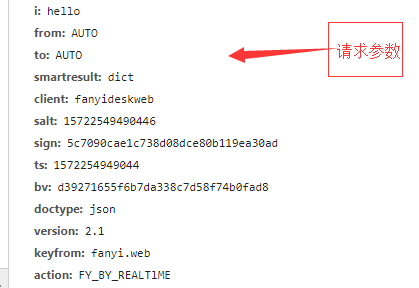 i: hello
from: AUTO
to: AUTO
请求参数
smartresult: dict
client: fanyideskweb
salt: 15722549490446
sign: 5c7090cae1c738d08dce80b119ea30ad
ts: 1572254949044
bv: d39271655f6b7da338c7d58f74b0fad8
doctype: json
version: 2.1
keyfrom: fanyi.web
action: FY_BY_REALTlME